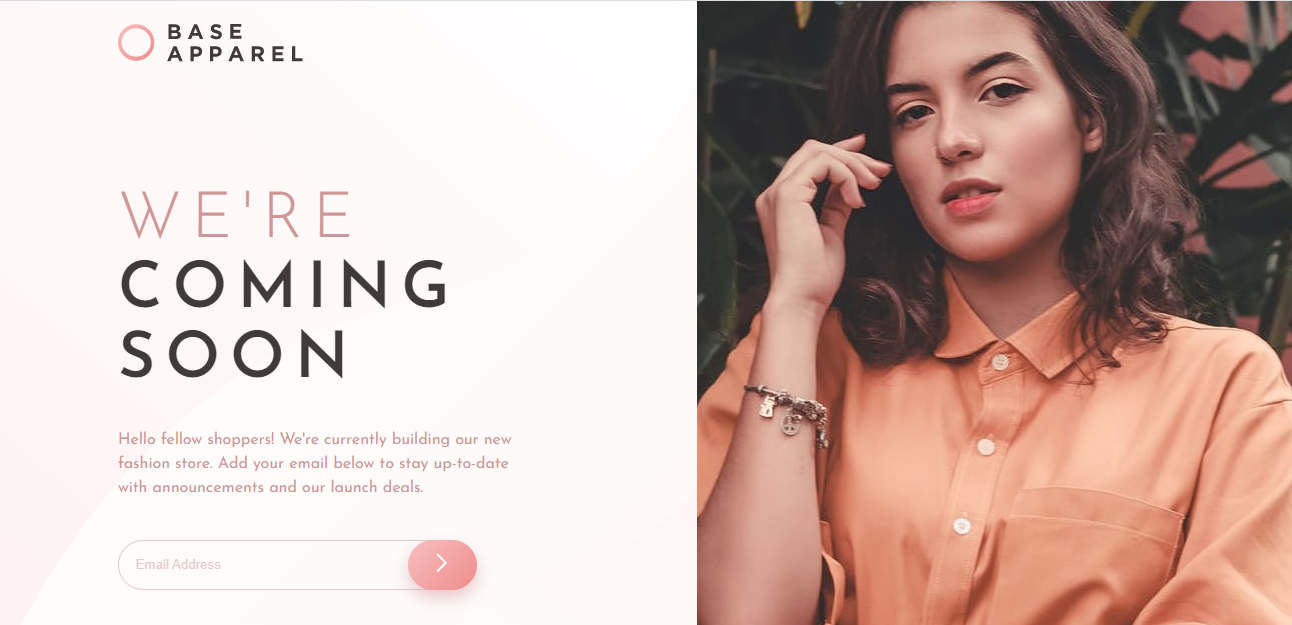 BASE
APPAREL
WE'RE
COMING
SOON
Hello fellow shoppers! We're currently building our new
fashion store. Add your email below to stay up-to-date
with announcements and our launch deals.
Email Address